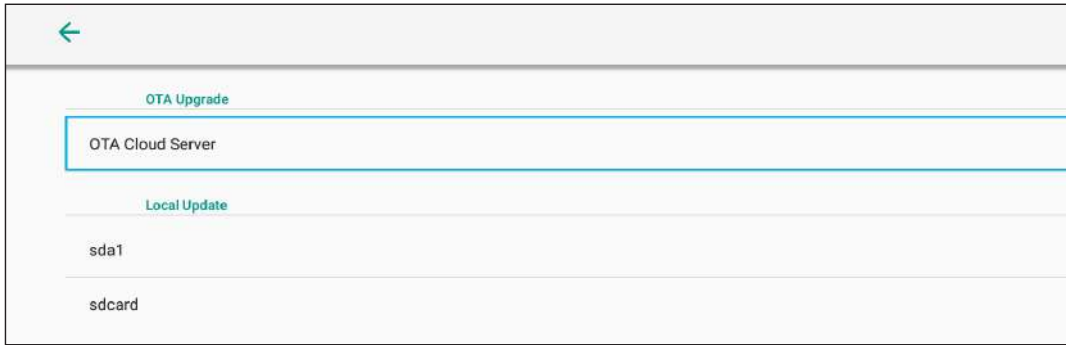 OTA Upgrade
OTA Cloud Server
Local Update
sda1
sdcard